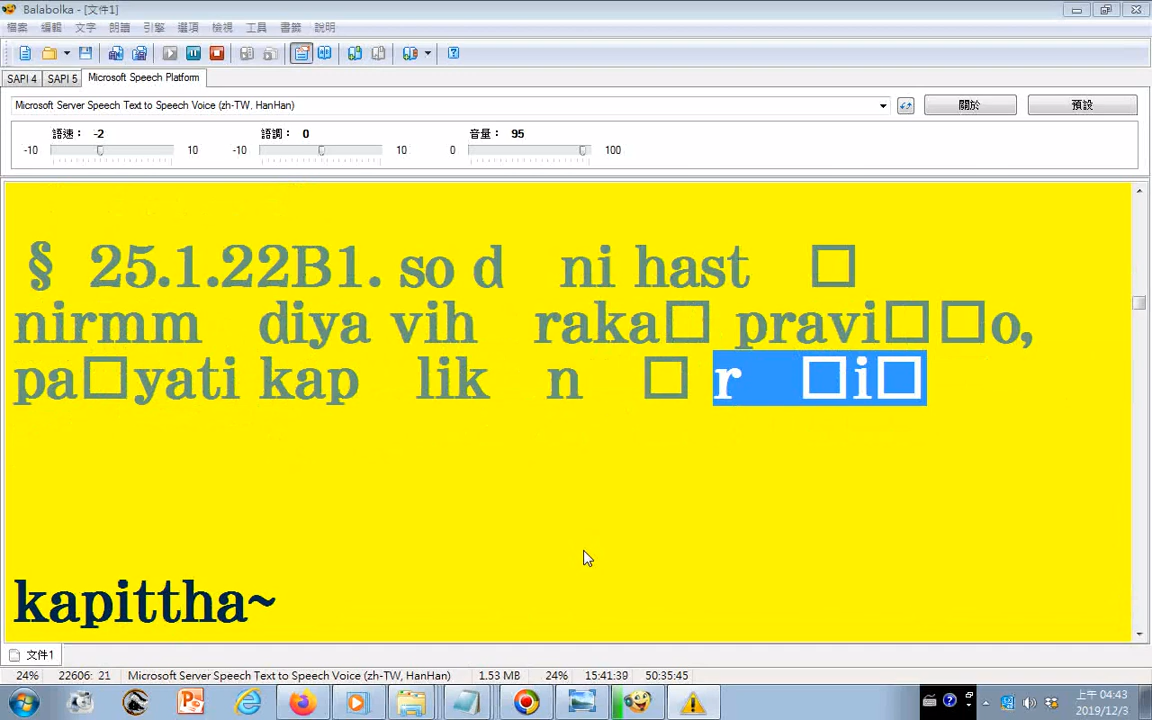 Balabolka - [文件1]
檔案 編輯 文字 朗讀 引擎 選項 檢視 工具 書籤 說明
SAPI 4 SAPI 5 Microsoft Speech Platform
Microsoft Server Speech Text to Speech Voice (zh-TW, HanHan) 關於 預設
語速： -2 語調： 0 音量： 95
-10 10 -10 10 0 100
§ 25.1.22B1. so d ni hast □
nirmm diya vih raka□ pravi□□o,
pa□yati kap lik n □ r □i□
kapittha~
文件1
24% 22606: 21 Microsoft Server Speech Text to Speech Voice (zh-TW, HanHan) 1.53 MB 24% 15:41:39 50:35:45
上午 04:43
2019/12/3